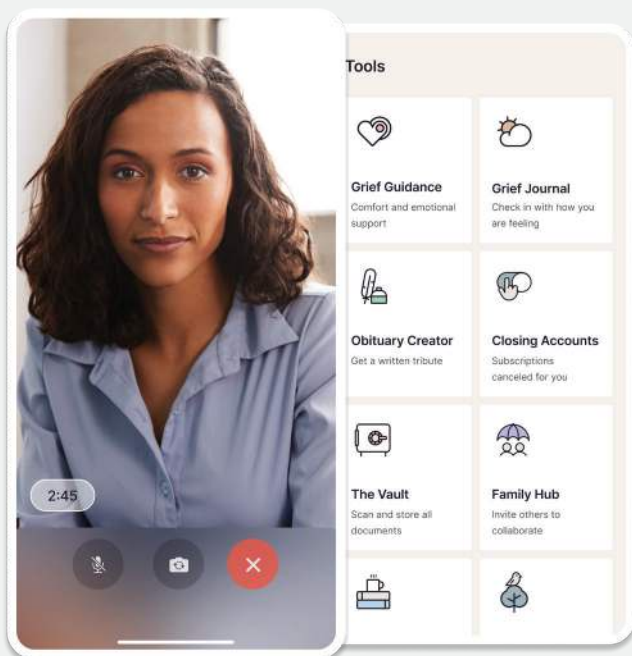 2:45
Tools
Grief Guidance
Comfort and emotional
support
Grief Journal
Check in with how you
are feeling
Obituary Creator
Get a written tribute
Closing Accounts
Subscriptions
canceled for you
The Vault
Scan and store all
documents
Family Hub
Invite others to
collaborate